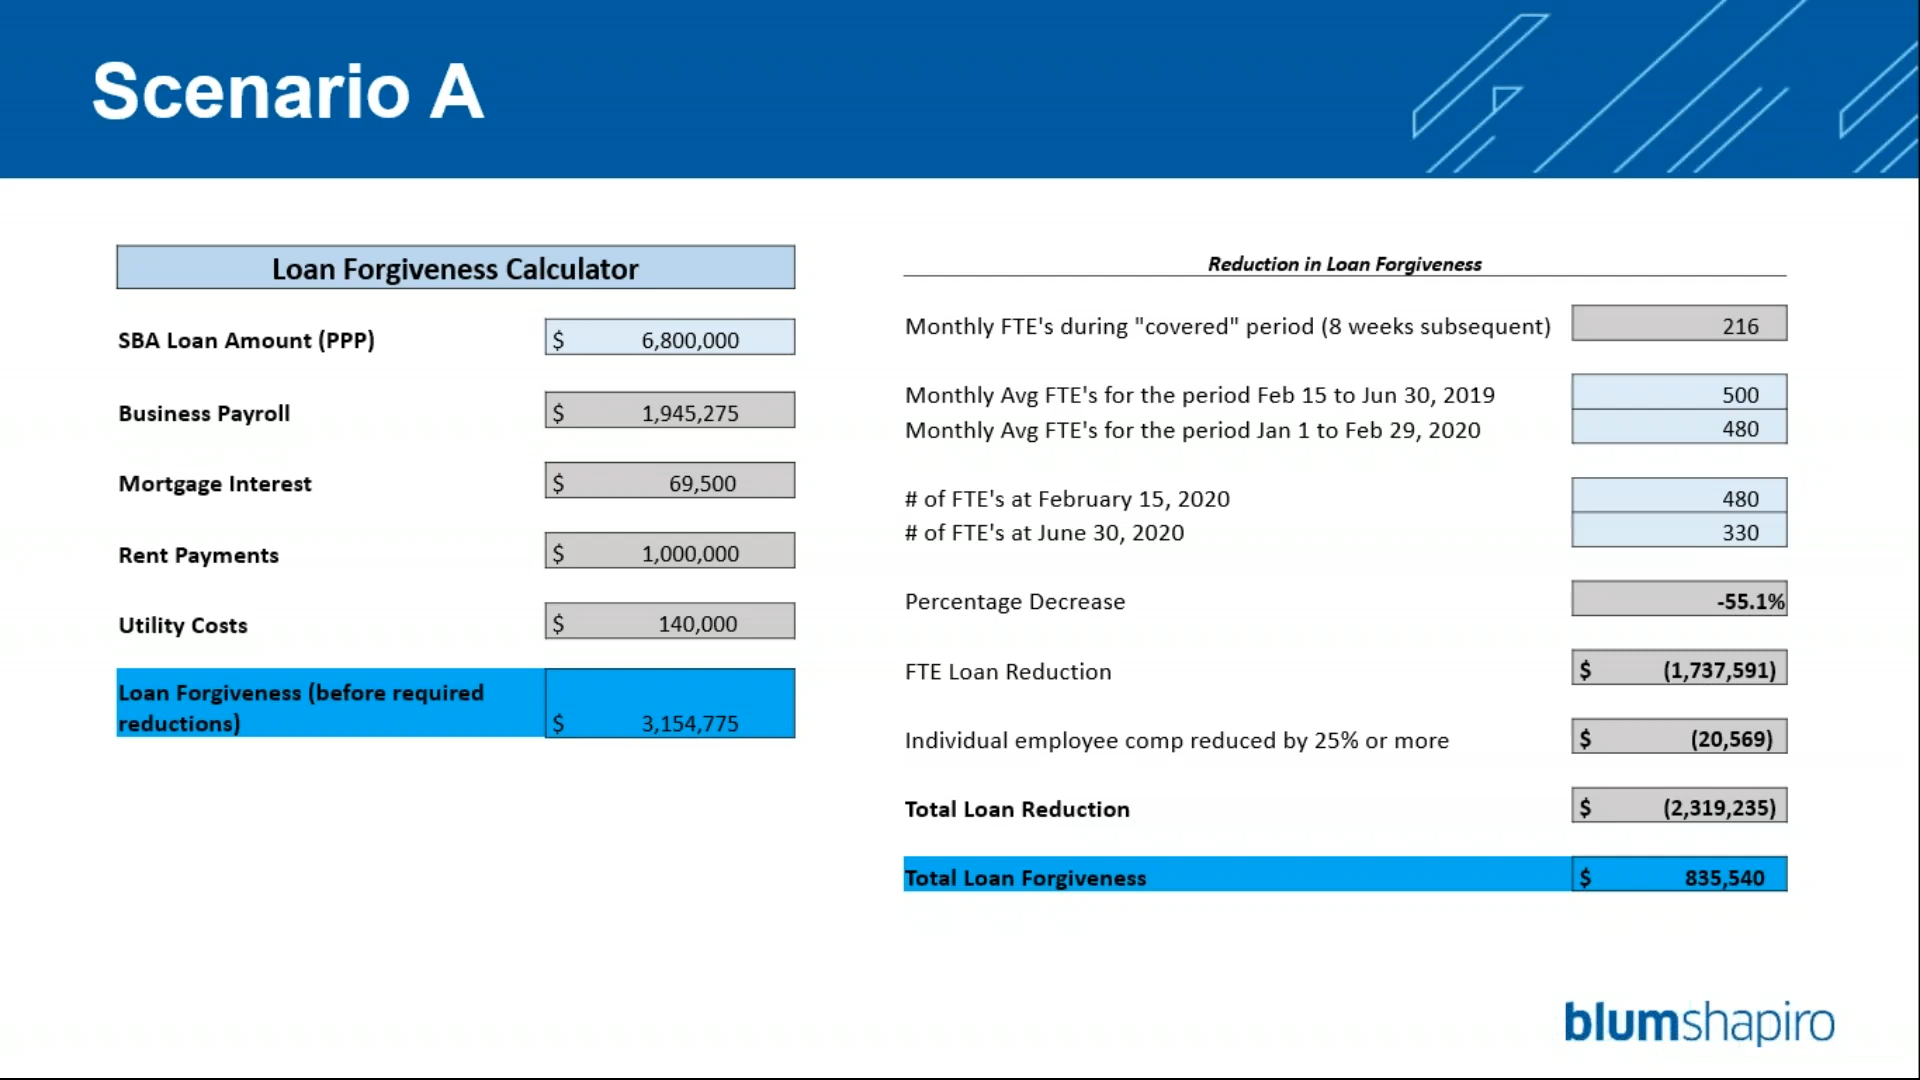 Scenario A
Loan Forgiveness Calculator
SBA Loan Amount (PPP) $ 6,800,000
Business Payroll $ 1,945,275
Mortgage Interest $ 69,500
Rent Payments $ 1,000,000
Utility Costs $ 140,000
Loan Forgiveness (before required
reductions) $ 3,154,775
Reduction in Loan Forgiveness
Monthly FTE's during "covered" period (8 weeks subsequent) 216
Monthly Avg FTE's for the period Feb 15 to Jun 30, 2019 500
Monthly Avg FTE's for the period Jan 1 to Feb 29, 2020 480
# of FTE's at February 15, 2020 480
# of FTE's at June 30, 2020 330
Percentage Decrease -55.1%
FTE Loan Reduction $ (1,737,591)
Individual employee comp reduced by 25% or more $ (20,569)
Total Loan Reduction $ (2,319,235)
Total Loan Forgiveness $ 835,540
blumshapiro